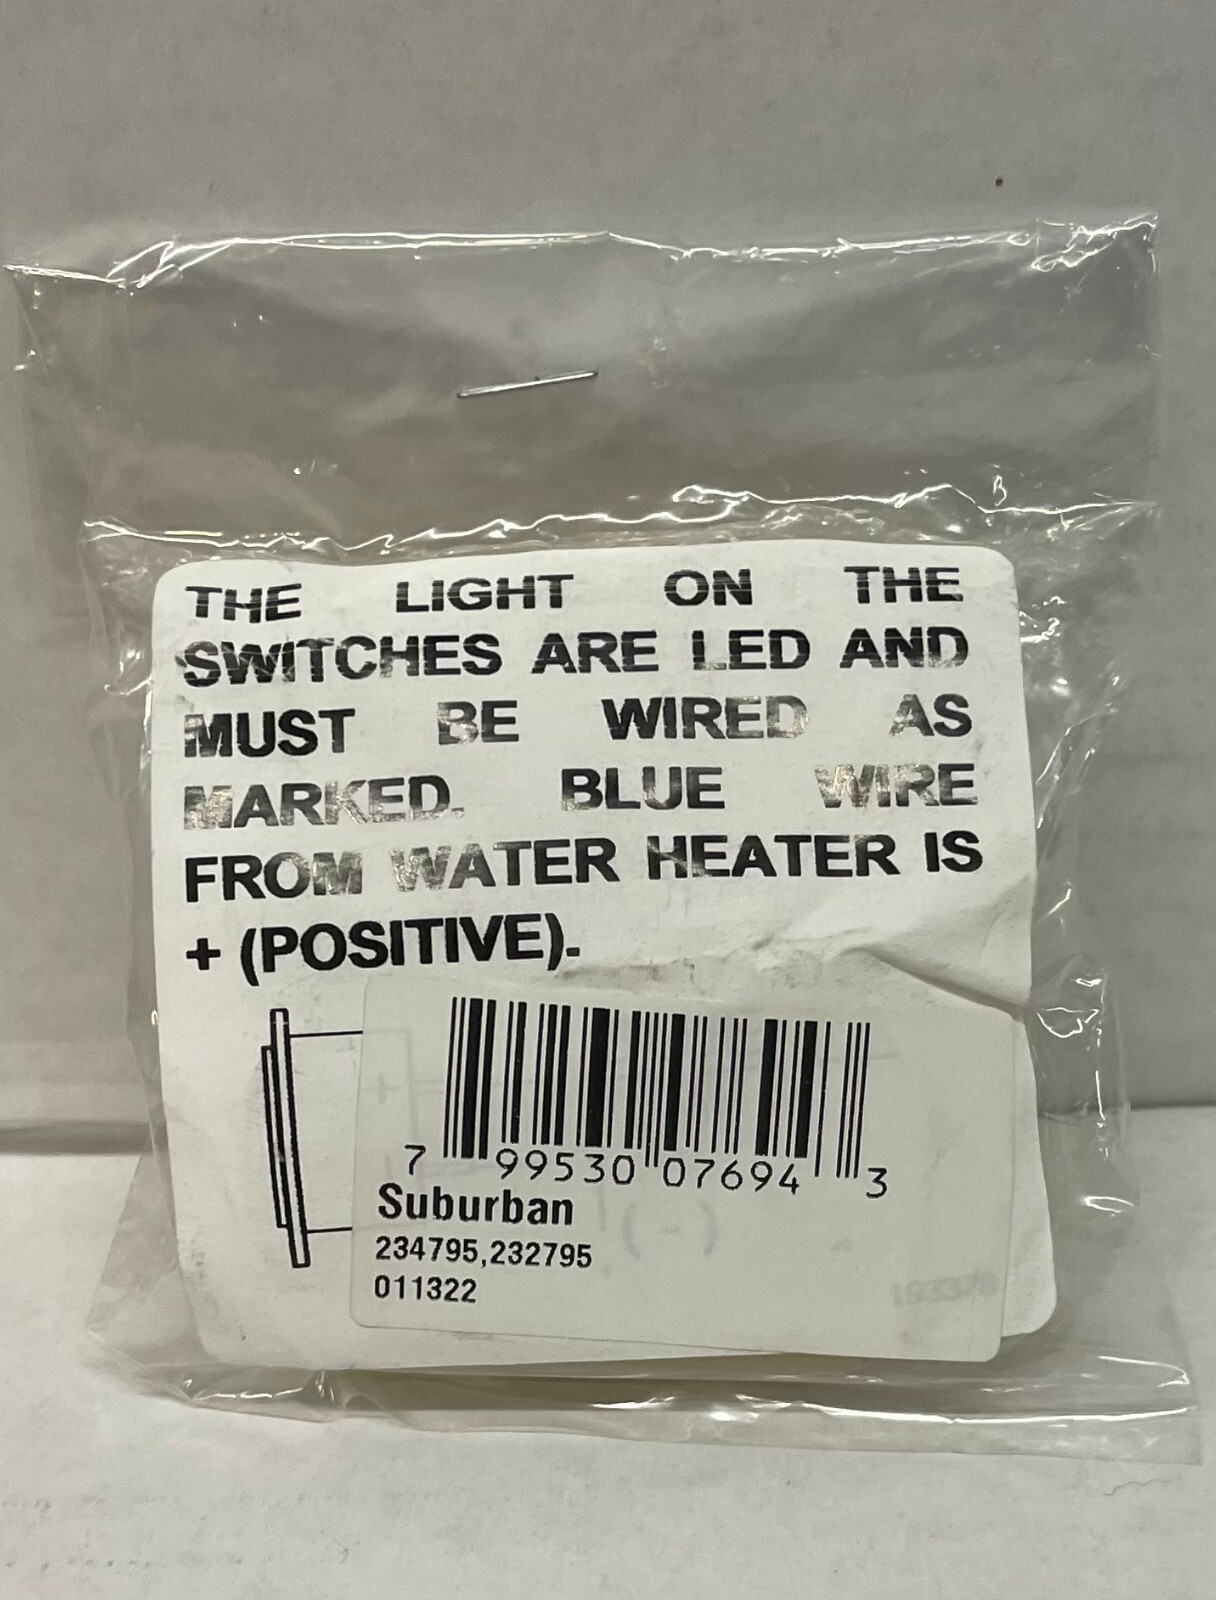 THE LIGHT ON THE
SWITCHES ARE LED AND
MUST BE WIRED AS
MARKED. BLUE WIRE
FROM WATER HEATER IS
+ (POSITIVE).
+
7 99530 07694 3
Suburban
(-)
234795,232795
011322